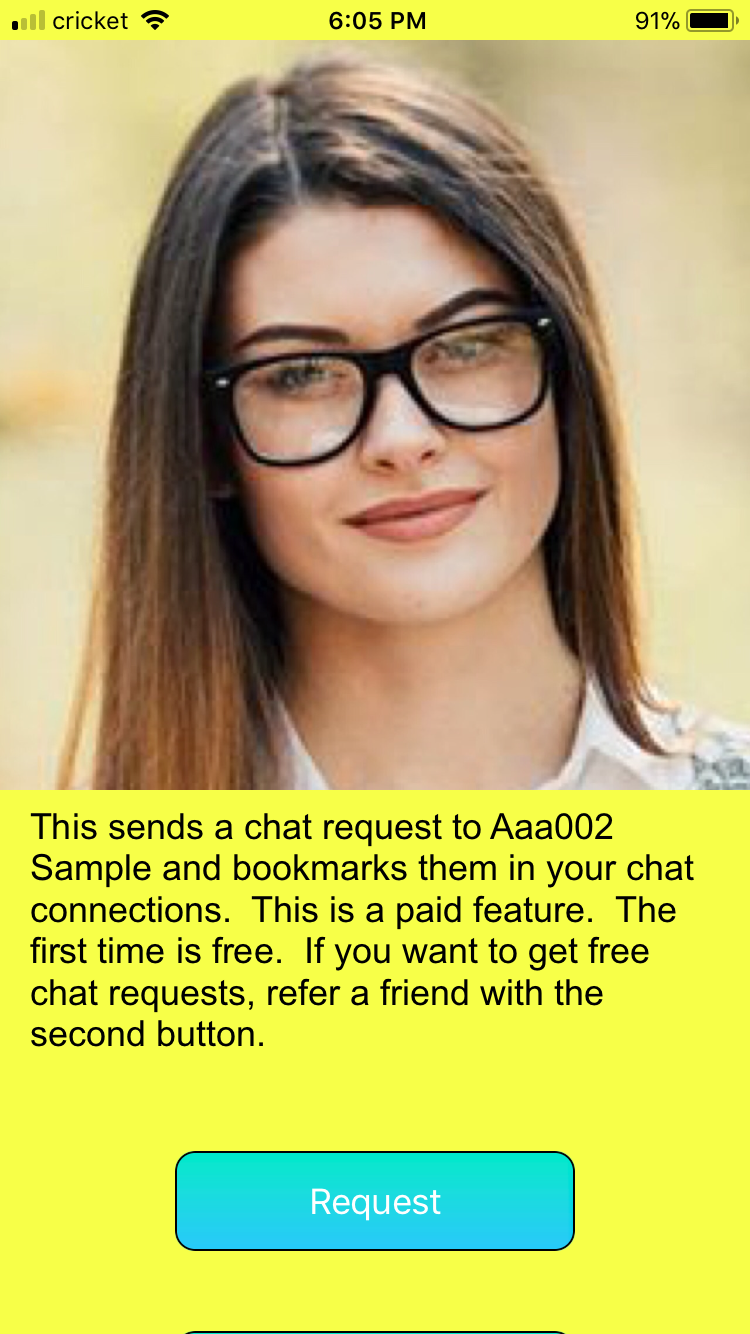 cricket 6:05 PM 91%
This sends a chat request to Aaa002
Sample and bookmarks them in your chat
connections.  This is a paid feature.  The
first time is free.  If you want to get free
chat requests, refer a friend with the
second button.
Request